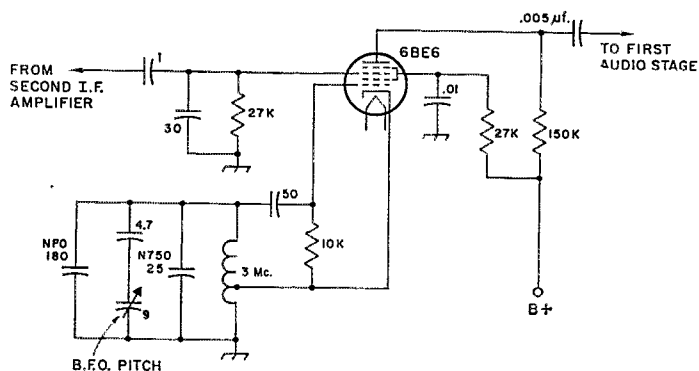 .005 µf.
6BE6
TO FIRST
AUDIO STAGE
FROM
SECOND I.F.
AMPLIFIER
1
30
27K
.01
27K
150K
50
4.7
NPO
180
N750
25
3 Mc.
10K
9
B+
B.F.O. PITCH